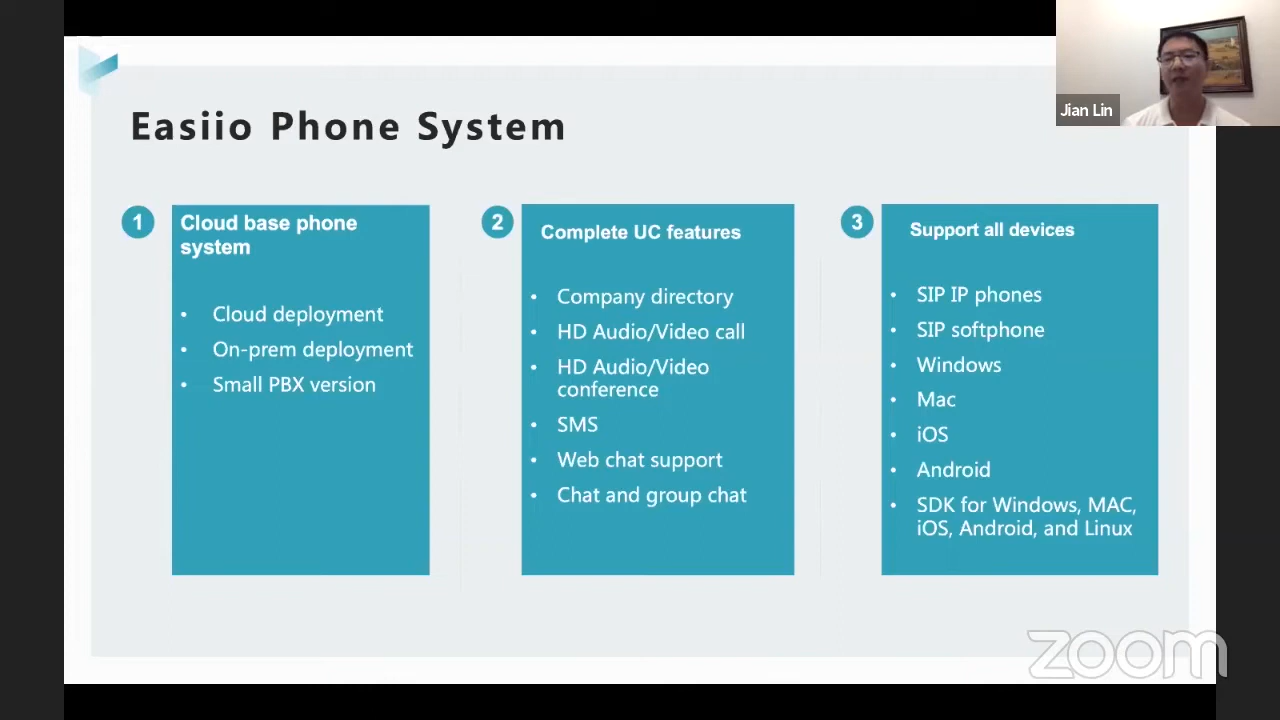 Jian Lin
Easiio Phone System
1
Cloud base phone
system
• Cloud deployment
• On-prem deployment
• Small PBX version
2
Complete UC features
• Company directory
• HD Audio/Video call
• HD Audio/Video
conference
• SMS
• Web chat support
• Chat and group chat
3
Support all devices
• SIP IP phones
• SIP softphone
• Windows
• Mac
• iOS
• Android
• SDK for Windows, MAC,
iOS, Android, and Linux
zoom